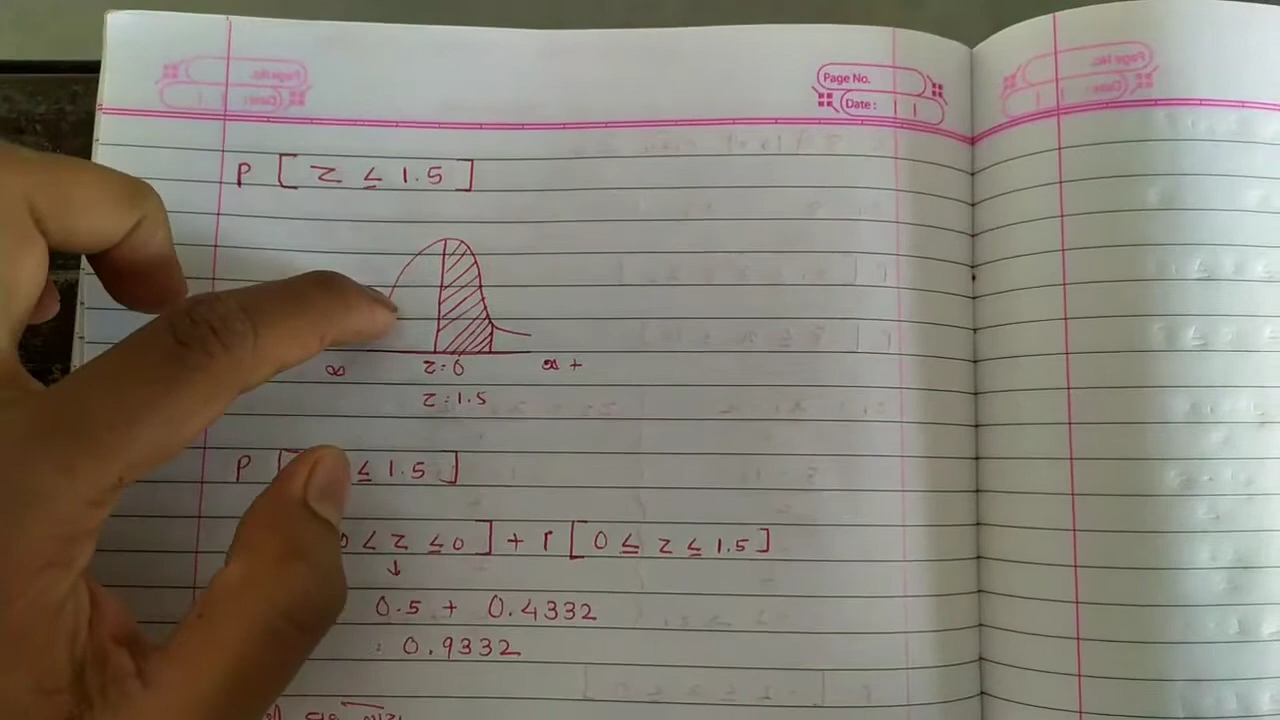 Page No.
Date :
P [ Z ≤ 1.5 ]
∞ Z=0 ∞ +
Z=1.5
P [ ≤ 1.5 ]
< Z ≤ 0 ] + P [ 0 ≤ Z ≤ 1.5 ]
↓
0.5 + 0.4332
: 0.9332